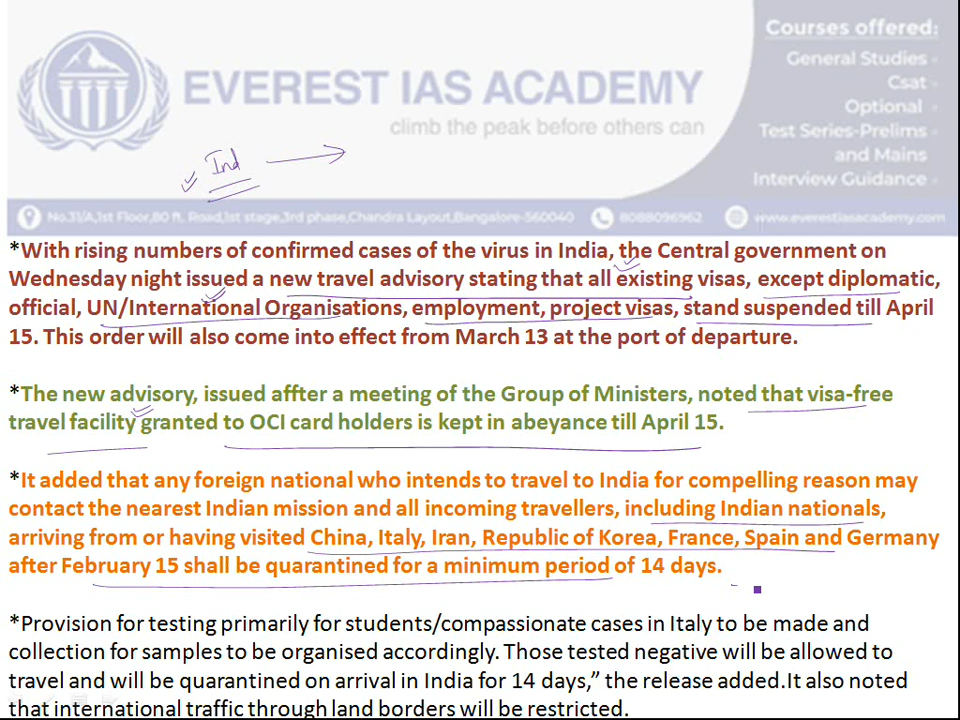 Courses offered:
General Studies
Csat
Optional
Test Series-Prelims
and Mains
Interview Guidance
EVEREST IAS ACADEMY
climb the peak before others can
Ind
No.31/A,1st Floor,80 ft. Road,1st stage,3rd phase,Chandra Layout,Bangalore-560040 8088096962 www.everestiasacademy.com
*With rising numbers of confirmed cases of the virus in India, the Central government on
Wednesday night issued a new travel advisory stating that all existing visas, except diplomatic,
official, UN/International Organisations, employment, project visas, stand suspended till April
15. This order will also come into effect from March 13 at the port of departure.
*The new advisory, issued affter a meeting of the Group of Ministers, noted that visa-free
travel facility granted to OCI card holders is kept in abeyance till April 15.
*It added that any foreign national who intends to travel to India for compelling reason may
contact the nearest Indian mission and all incoming travellers, including Indian nationals,
arriving from or having visited China, Italy, Iran, Republic of Korea, France, Spain and Germany
after February 15 shall be quarantined for a minimum period of 14 days.
*Provision for testing primarily for students/compassionate cases in Italy to be made and
collection for samples to be organised accordingly. Those tested negative will be allowed to
travel and will be quarantined on arrival in India for 14 days,” the release added.It also noted
that international traffic through land borders will be restricted.